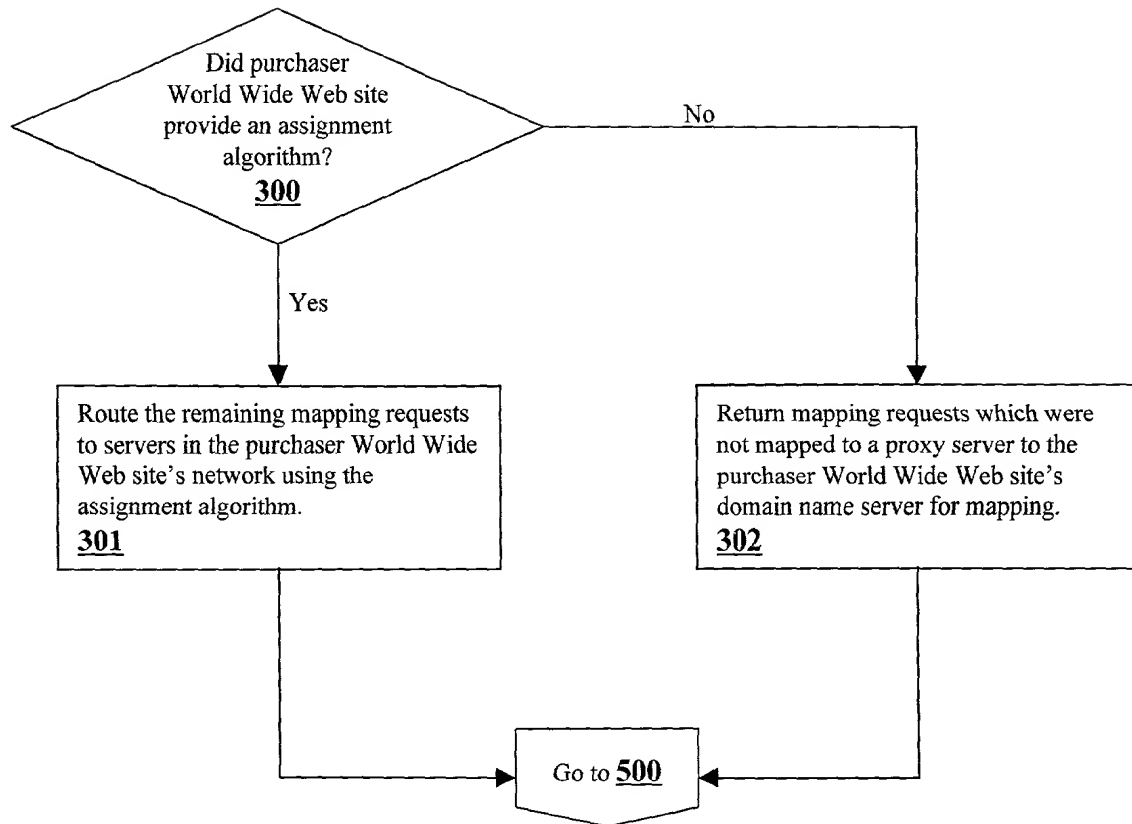 Did purchaser
World Wide Web site
provide an assignment
algorithm?
300
No
Yes
Route the remaining mapping requests
to servers in the purchaser World Wide
Web site's network using the
assignment algorithm.
301
Return mapping requests which were
not mapped to a proxy server to the
purchaser World Wide Web site's
domain name server for mapping.
302
Go to 500